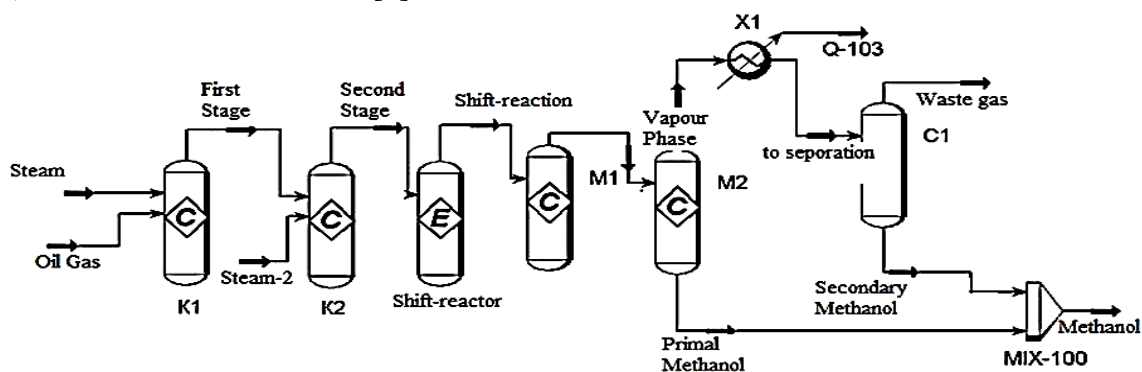 X1
Q-103
First
Stage
Second
Stage
Shift-reaction
Vapour
Phase
Waste gas
to seporation
C1
Steam
M1
M2
C
C
E
C
C
Oil Gas
Steam-2
K1
K2
Shift-reactor
Secondary
Methanol
Primal
Methanol
Methanol
MIX-100